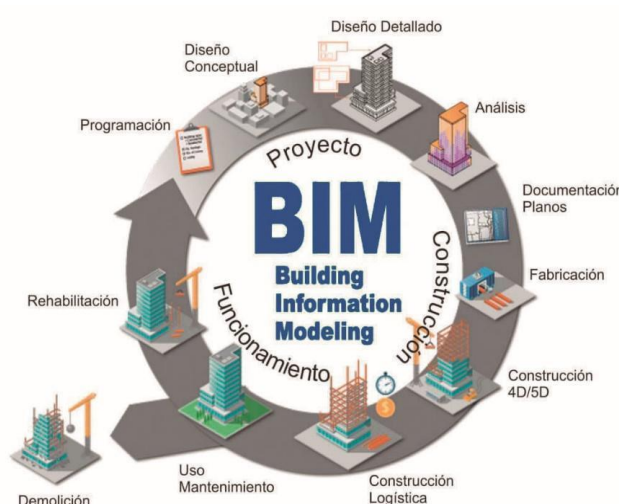 Diseño Detallado
Diseño
Conceptual
Programación
Análisis
Documentación
Planos
Fabricación
Construcción
4D/5D
Construcción
Logística
Uso
Mantenimiento
Demolición
Rehabilitación
Proyecto
Construcción
Funcionamiento
BIM
Building
Information
Modeling
$